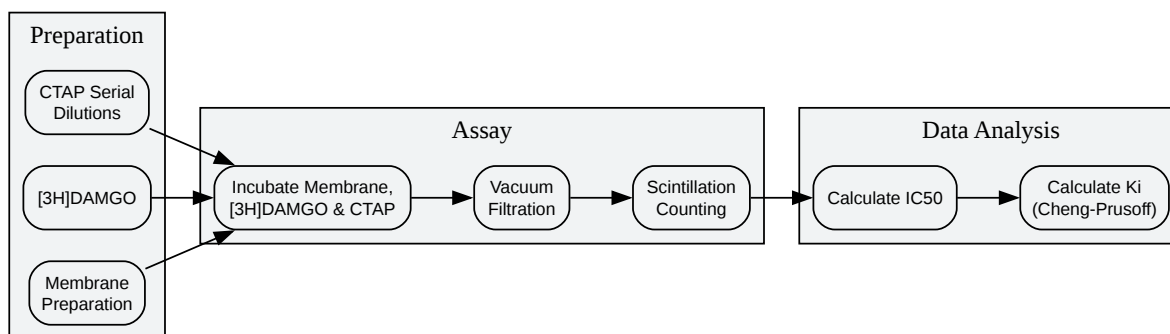 Preparation
CTAP Serial
Dilutions
[3H]DAMGO
Membrane
Preparation
Assay
Incubate Membrane,
[3H]DAMGO & CTAP
Vacuum
Filtration
Scintillation
Counting
Data Analysis
Calculate IC50
Calculate Ki
(Cheng-Prusoff)